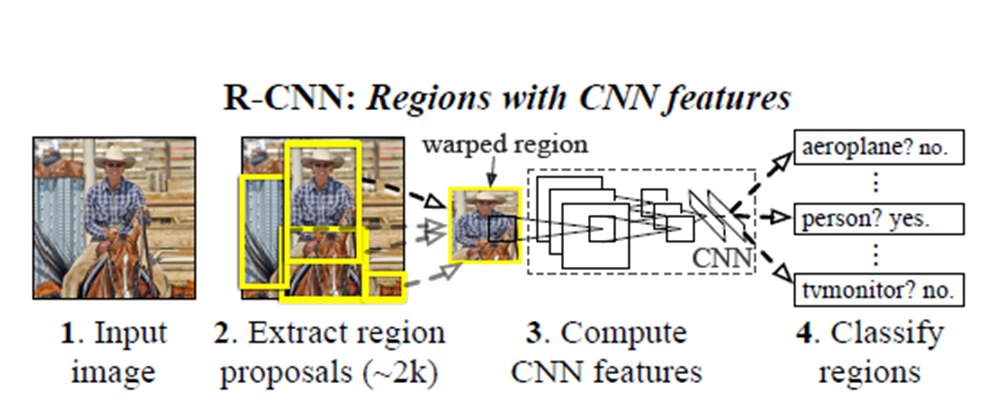 R-CNN: Regions with CNN features
warped region
aeroplane? no.
⋮
person? yes.
⋮
tvmonitor? no.
CNN
1. Input
image
2. Extract region
proposals (~2k)
3. Compute
CNN features
4. Classify
regions